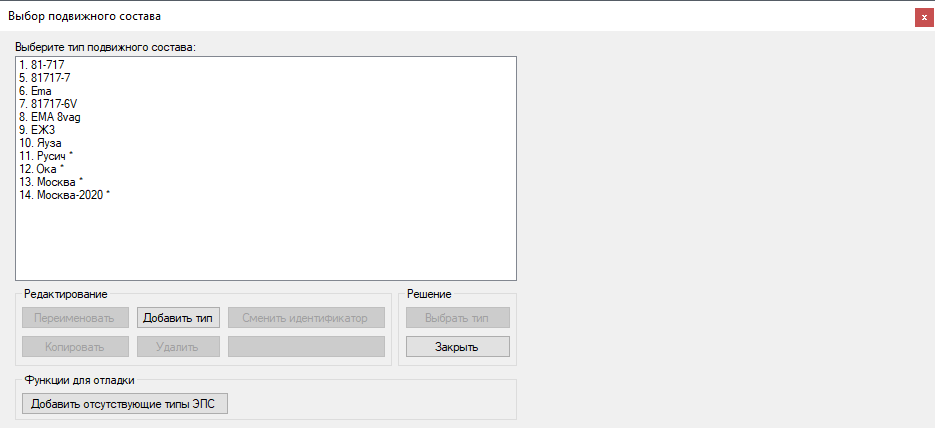 Выбор подвижного состава
x
Выберите тип подвижного состава:
1. 81-717
5. 81717-7
6. Ema
7. 81717-6V
8. EMA 8vag
9. ЕЖ3
10. Яуза
11. Русич *
12. Ока *
13. Москва *
14. Москва-2020 *
Редактирование
Решение
Переименовать
Добавить тип
Сменить идентификатор
Выбрать тип
Копировать
Удалить
Закрыть
Функции для отладки
Добавить отсутствующие типы ЭПС